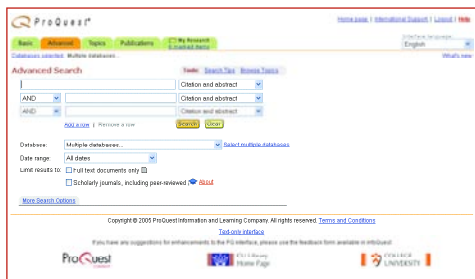 ProQuest
Home page | International Support | Logout | Help
Interface language:
English
Basic Advanced Topics Publications My Research
0 marked items
Databases selected: Multiple databases... What's new
Advanced Search Tools: Search Tips Browse Topics
Citation and abstract
AND Citation and abstract
AND Citation and abstract
Add a row | Remove a row Search Clear
Database: Multiple databases... Select multiple databases
Date range: All dates
Limit results to: Full text documents only
Scholarly journals, including peer-reviewed About
More Search Options
Copyright © 2005 ProQuest Information and Learning Company. All rights reserved. Terms and Conditions
Text-only interface
If you have any suggestions for enhancements to the PQ interface, please use the feedback form available in
ProQuest Library Home Page COLLEGE UNIVERSITY